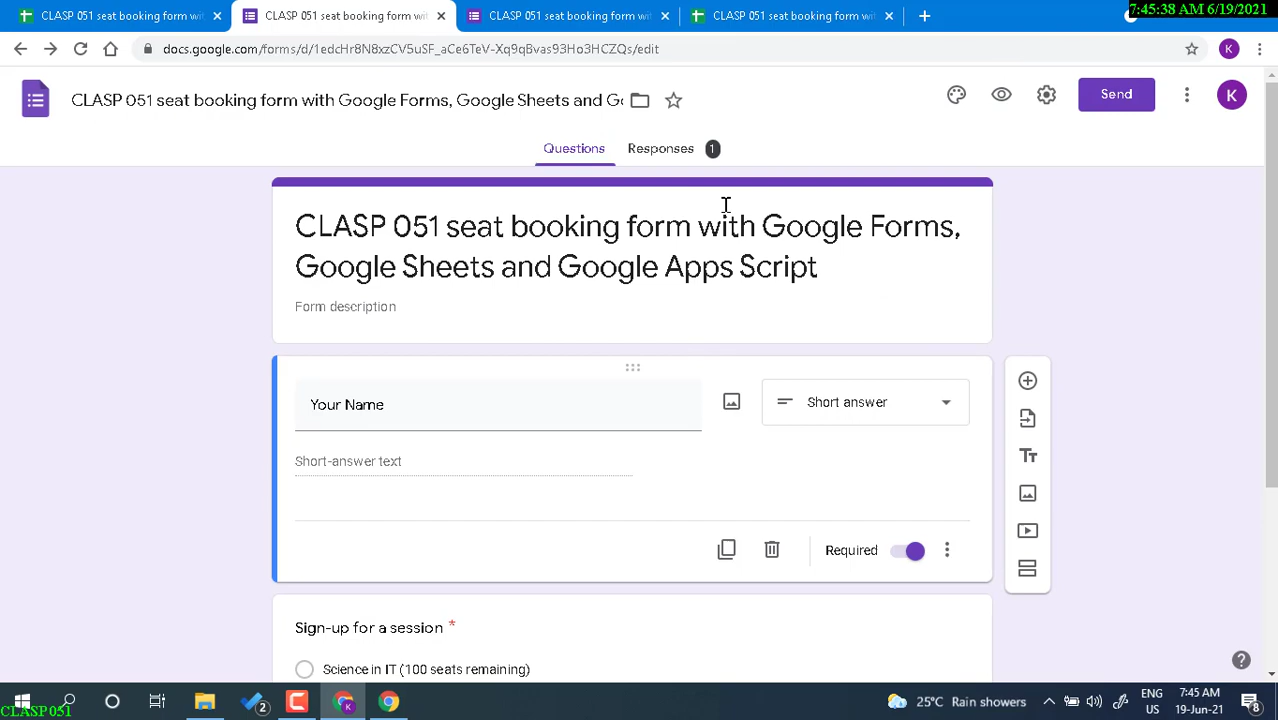 CLASP 051 seat booking form wit
CLASP 051 seat booking form with
CLASP 051 seat booking form with
CLASP 051 seat booking form wit
7:45:38 AM 6/19/2021
docs.google.com/forms/d/1edcHr8N8xzCV5uSF_aCe6TeV-Xq9qBvas93Ho3HCZQs/edit
K
CLASP 051 seat booking form with Google Forms, Google Sheets and Go
Send
K
Questions
Responses 1
CLASP 051 seat booking form with Google Forms,
Google Sheets and Google Apps Script
Form description
Your Name
Short answer
Short-answer text
Required
Sign-up for a session *
Science in IT (100 seats remaining)
2
K
25°C Rain showers
ENG
US
7:45 AM
19-Jun-21
8
CLASP 051